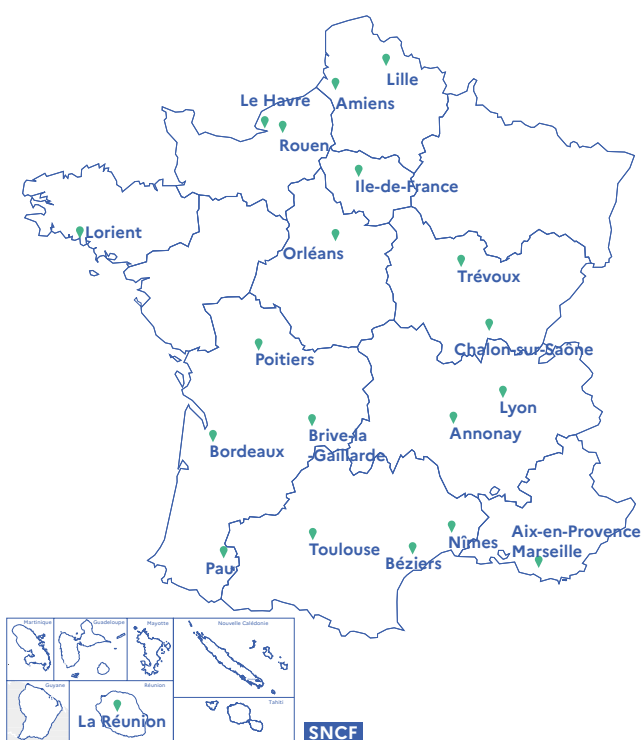 Lille
Amiens
Le Havre
Rouen
Ile-de-France
Lorient
Orléans
Trévoux
Chalon-sur-Saône
Poitiers
Lyon
Annonay
Brive-la
-Gaillarde
Bordeaux
Aix-en-Provence
Marseille
Nîmes
Toulouse
Béziers
Pau
Martinique
Guadeloupe
Mayotte
Nouvelle Calédonie
Guyane
Réunion
La Réunion
Tahiti
SNCF